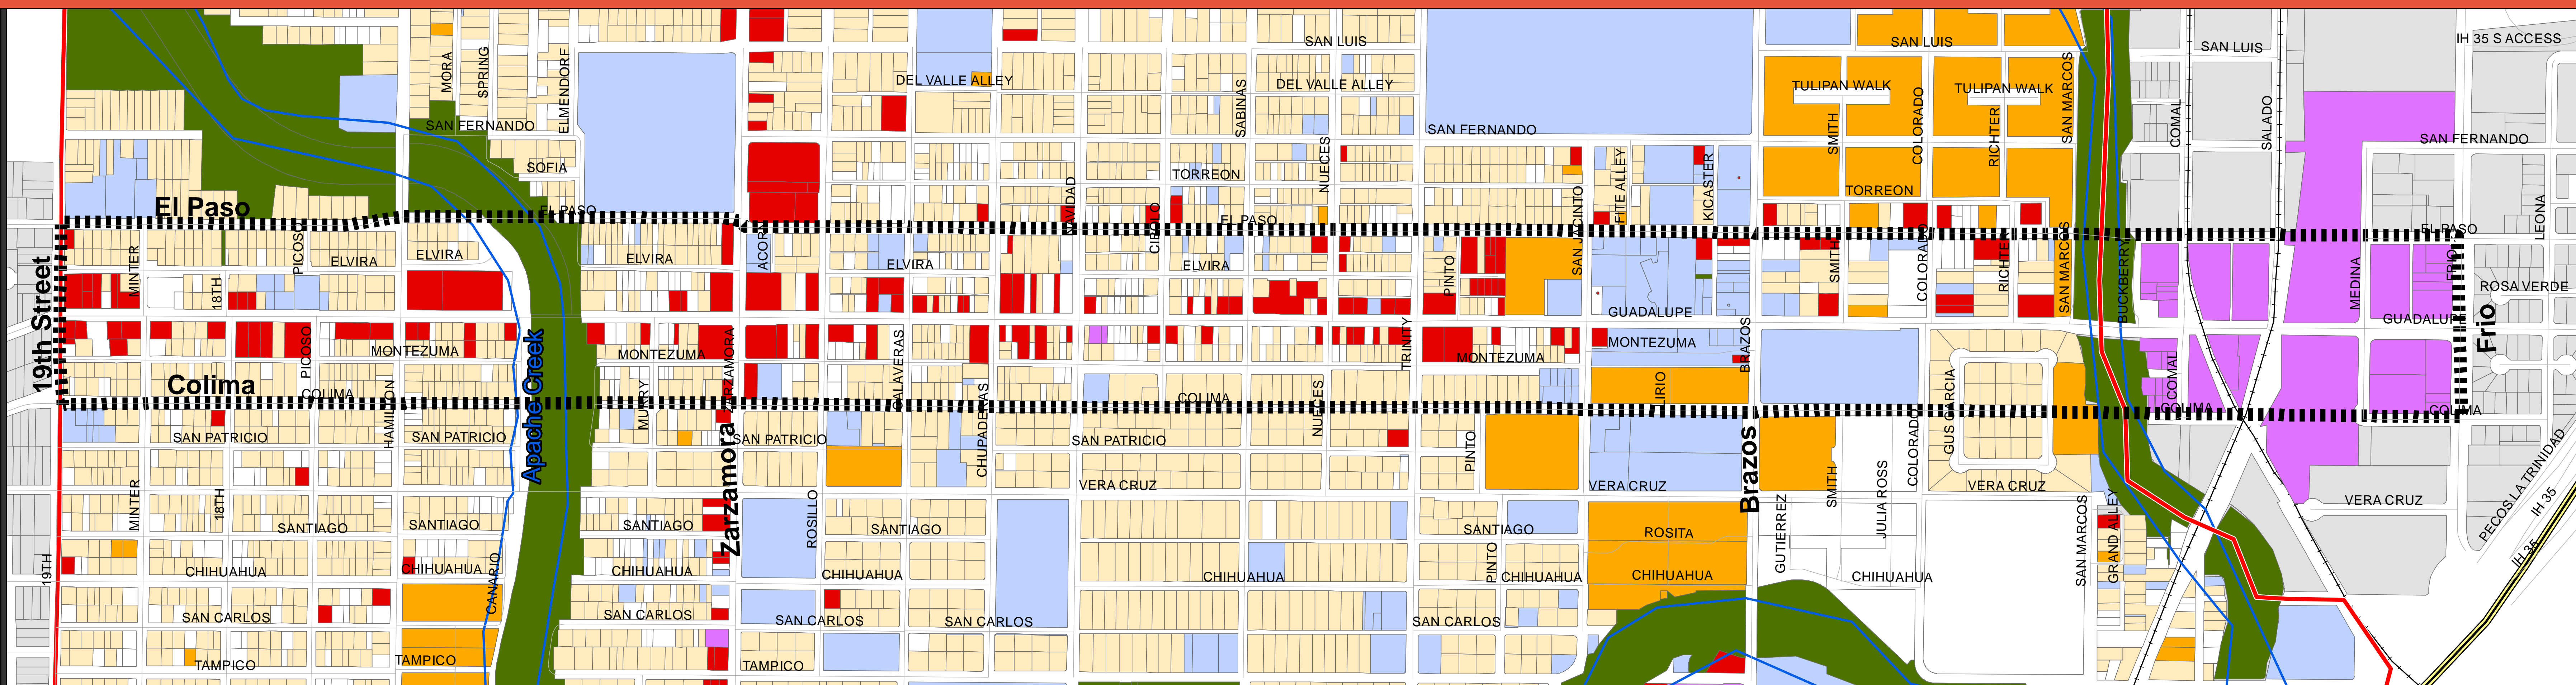 SAN LUIS
SAN LUIS
SAN LUIS
IH 35 S ACCESS
MORA
SPRING
ELMENDORF
DEL VALLE ALLEY
SABINAS
DEL VALLE ALLEY
TULIPAN WALK
TULIPAN WALK
SAN MARCOS
COMAL
SALADO
SAN FERNANDO
SAN FERNANDO
SMITH
COLORADO
RICHTER
SAN FERNANDO
SOFIA
TORREON
NUECES
FITE ALLEY
KICASTER
TORREON
LEONA
El Paso
EL PASO
NAVIDAD
CIBOLO
EL PASO
SAN JACINTO
EL PASO
19th Street
MINTER
18TH
PICOSO
ELVIRA
ELVIRA
ELVIRA
ACORN
ELVIRA
ELVIRA
PINTO
SMITH
COLORADO
RICHTER
SAN MARCOS
BUCKBERRY
MEDINA
FRIO
ROSA VERDE
GUADALUPE
GUADALUPE
Frio
PICOSO
MONTEZUMA
MONTEZUMA
ZARZAMORA
CALAVERAS
TRINITY
MONTEZUMA
MONTEZUMA
BRAZOS
Colima
COLIMA
HAMILTON
Apache Creek
MURRY
CHUPADERAS
COLIMA
NUECES
LIRIO
GUS GARCIA
COMAL
COLIMA
COLIMA
SAN PATRICIO
SAN PATRICIO
Zarzamora
SAN PATRICIO
SAN PATRICIO
PINTO
Brazos
COLORADO
MINTER
18TH
VERA CRUZ
VERA CRUZ
SMITH
JULIA ROSS
VERA CRUZ
VERA CRUZ
PECOS LA TRINIDAD
SANTIAGO
SANTIAGO
SANTIAGO
ROSILLO
SANTIAGO
SANTIAGO
ROSITA
GUTIERREZ
SAN MARCOS
GRAND ALLEY
IH 35
IH 35
19TH
CHIHUAHUA
CHIHUAHUA
CANARIO
CHIHUAHUA
CHIHUAHUA
CHIHUAHUA
PINTO
CHIHUAHUA
CHIHUAHUA
CHIHUAHUA
SAN CARLOS
SAN CARLOS
SAN CARLOS
SAN CARLOS
SAN CARLOS
TAMPICO
TAMPICO
TAMPICO